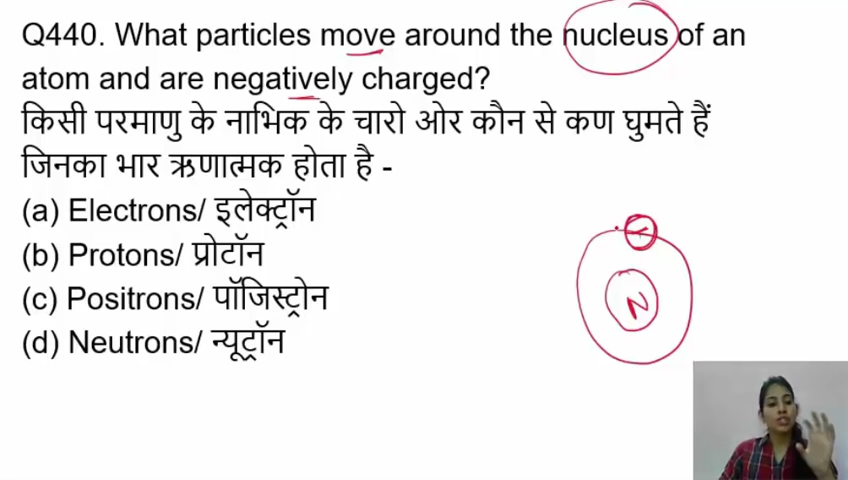 Q440. What particles move around the nucleus of an
atom and are negatively charged?
किसी परमाणु के नाभिक के चारो ओर कौन से कण घुमते हैं
जिनका भार ऋणात्मक होता है -
(a) Electrons/ इलेक्ट्रॉन
(b) Protons/ प्रोटॉन
(c) Positrons/ पॉजिस्ट्रोन
(d) Neutrons/ न्यूट्रॉन
N